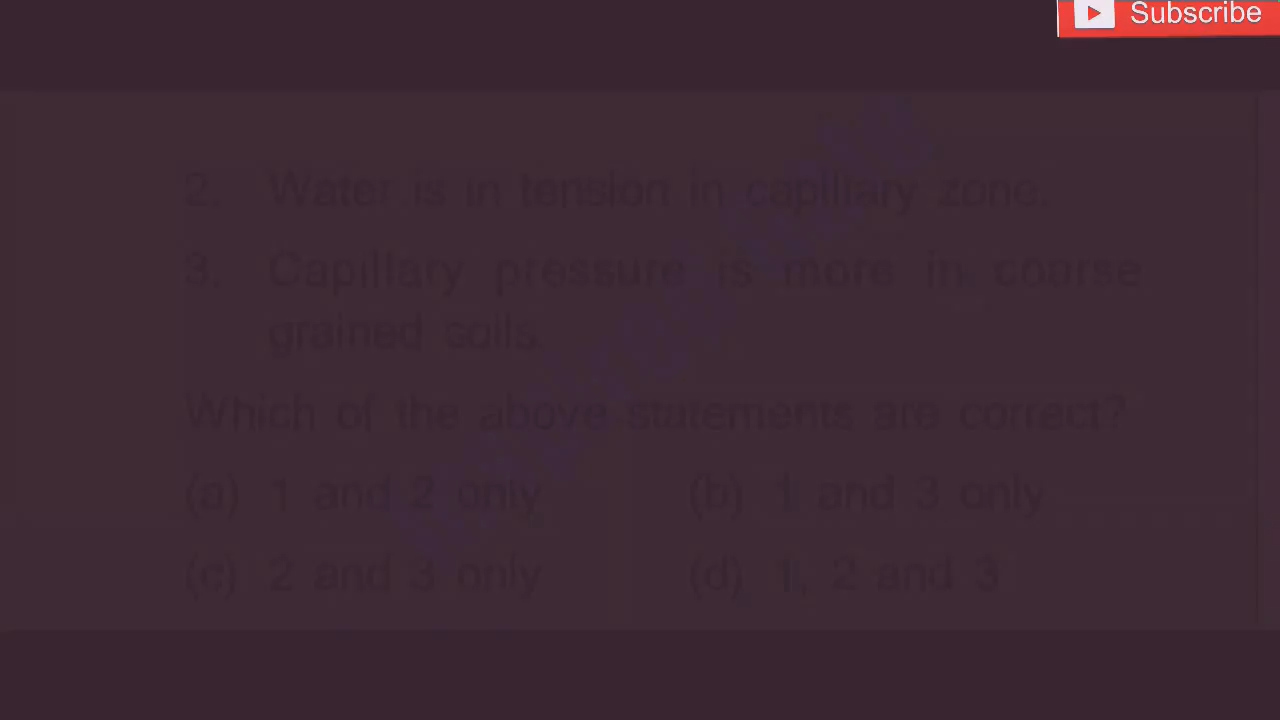 Subscribe
2. Water is in tension in capillary zone.
3. Capillary pressure is more in course
grained soils.
Which of the above statements are correct?
(a) 1 and 2 only (b) 1 and 3 only
(c) 2 and 3 only (d) 1, 2 and 3